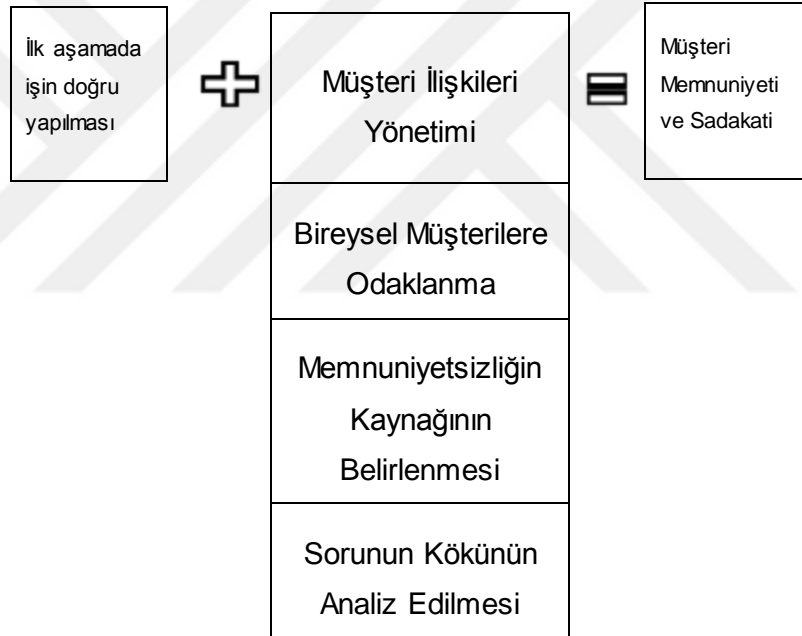 İlk aşamada
işin doğru
yapılması
Müşteri İlişkileri
Yönetimi
Müşteri
Memnuniyeti
ve Sadakati
Bireysel Müşterilere
Odaklanma
Memnuniyetsizliğin
Kaynağının
Belirlenmesi
Sorunun Kökünün
Analiz Edilmesi